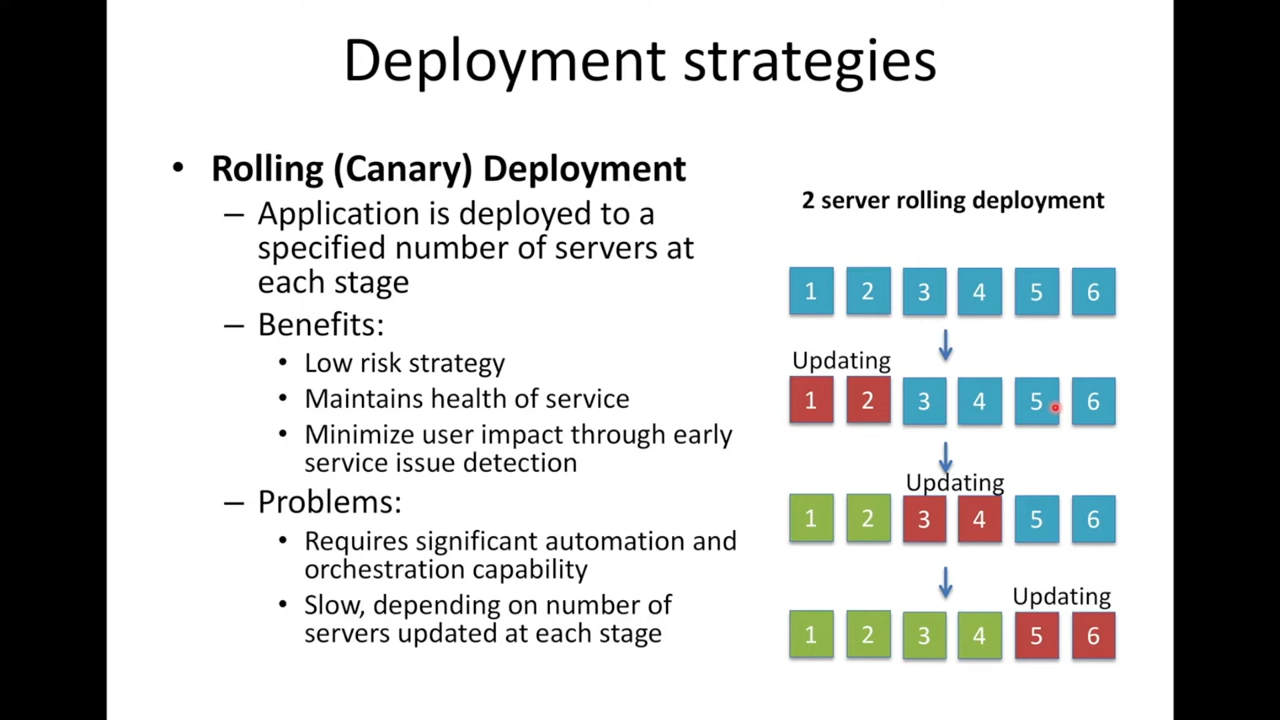 Deployment strategies
• Rolling (Canary) Deployment
– Application is deployed to a
specified number of servers at
each stage
– Benefits:
• Low risk strategy
• Maintains health of service
• Minimize user impact through early
service issue detection
– Problems:
• Requires significant automation and
orchestration capability
• Slow, depending on number of
servers updated at each stage
2 server rolling deployment
1 2 3 4 5 6
Updating
1 2 3 4 5 6
Updating
1 2 3 4 5 6
Updating
1 2 3 4 5 6